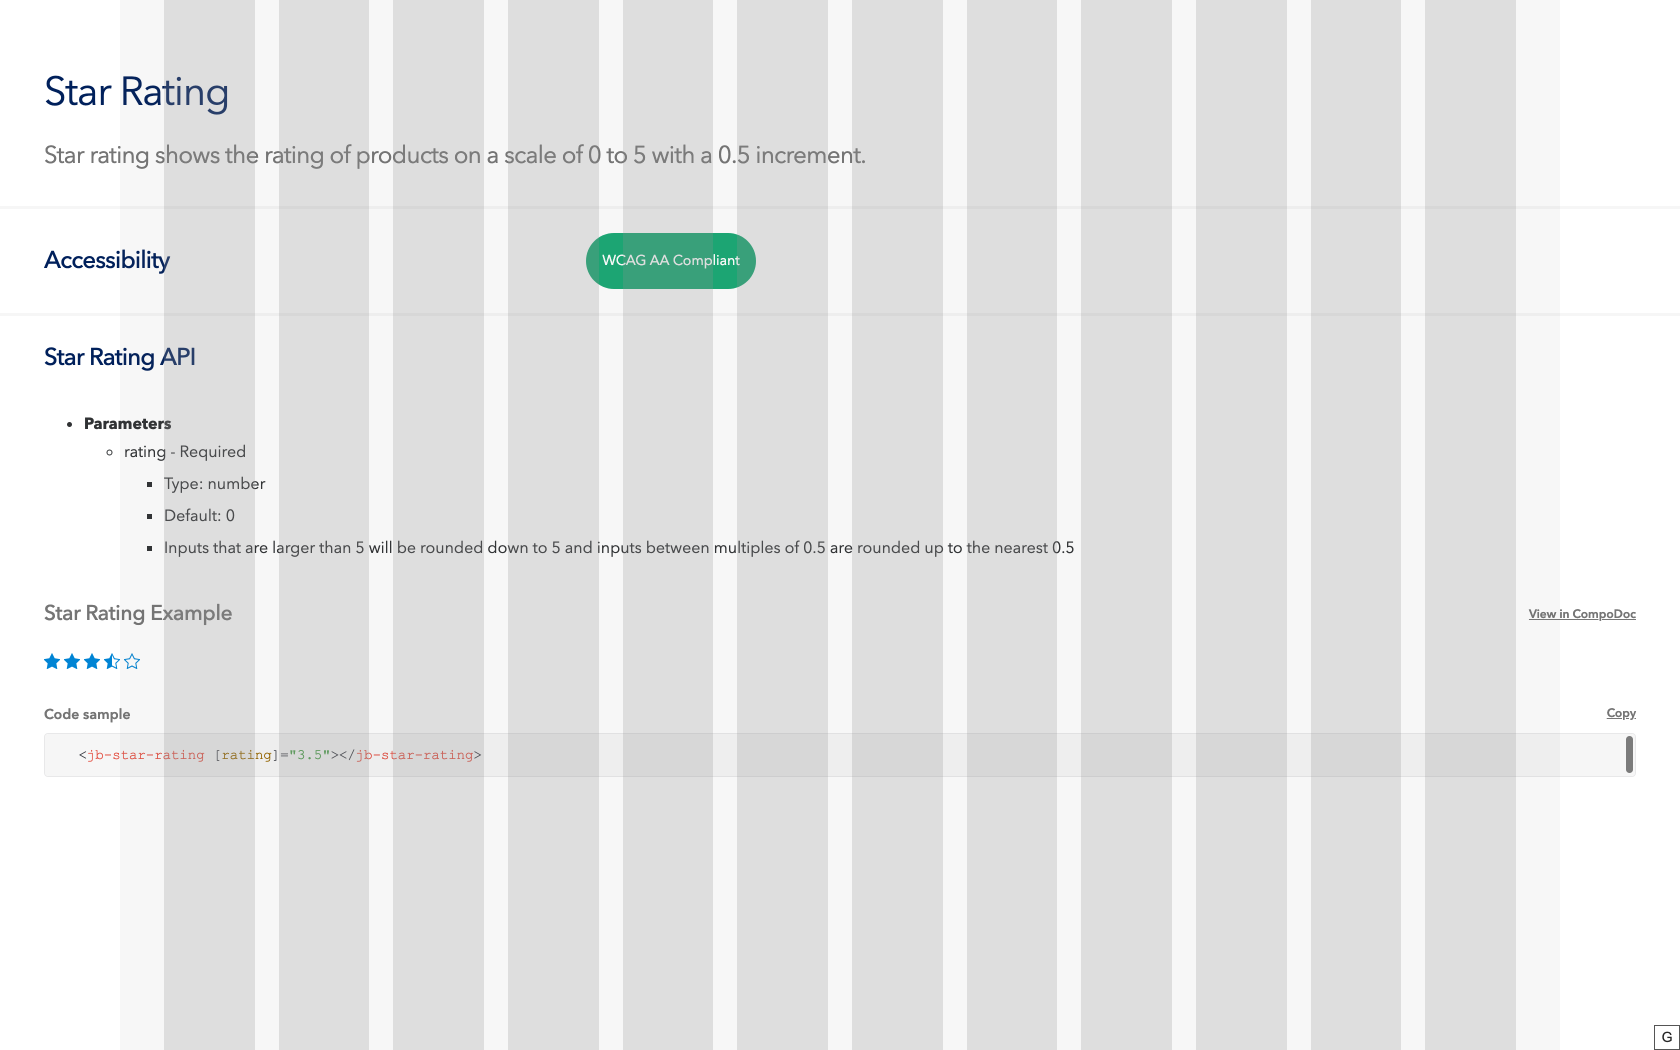 Star Rating
Star rating shows the rating of products on a scale of 0 to 5 with a 0.5 increment.
Accessibility
WCAG AA Compliant
Star Rating API
Parameters
rating - Required
Type: number
Default: 0
Inputs that are larger than 5 will be rounded down to 5 and inputs between multiples of 0.5 are rounded up to the nearest 0.5
Star Rating Example
View in CompoDoc
Code sample
Copy
<jb-star-rating [rating]="3.5"></jb-star-rating>
G